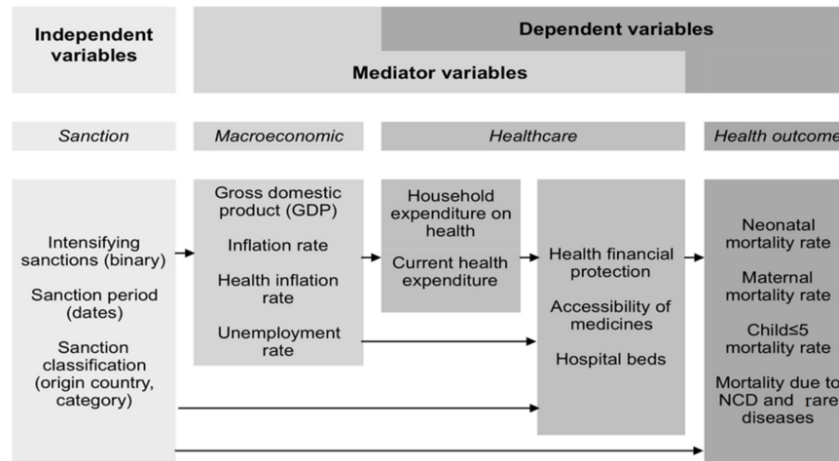 Independent
variables
Dependent variables
Mediator variables
Sanction
Macroeconomic
Healthcare
Health outcome
Intensifying
sanctions (binary)
Sanction period
(dates)
Sanction
classification
(origin country,
category)
Gross domestic
product (GDP)
Inflation rate
Health inflation
rate
Unemployment
rate
Household
expenditure on
health
Current health
expenditure
Health financial
protection
Accessibility of
medicines
Hospital beds
Neonatal
mortality rate
Maternal
mortality rate
Child≤5
mortality rate
Mortality due to
NCD and rare
diseases